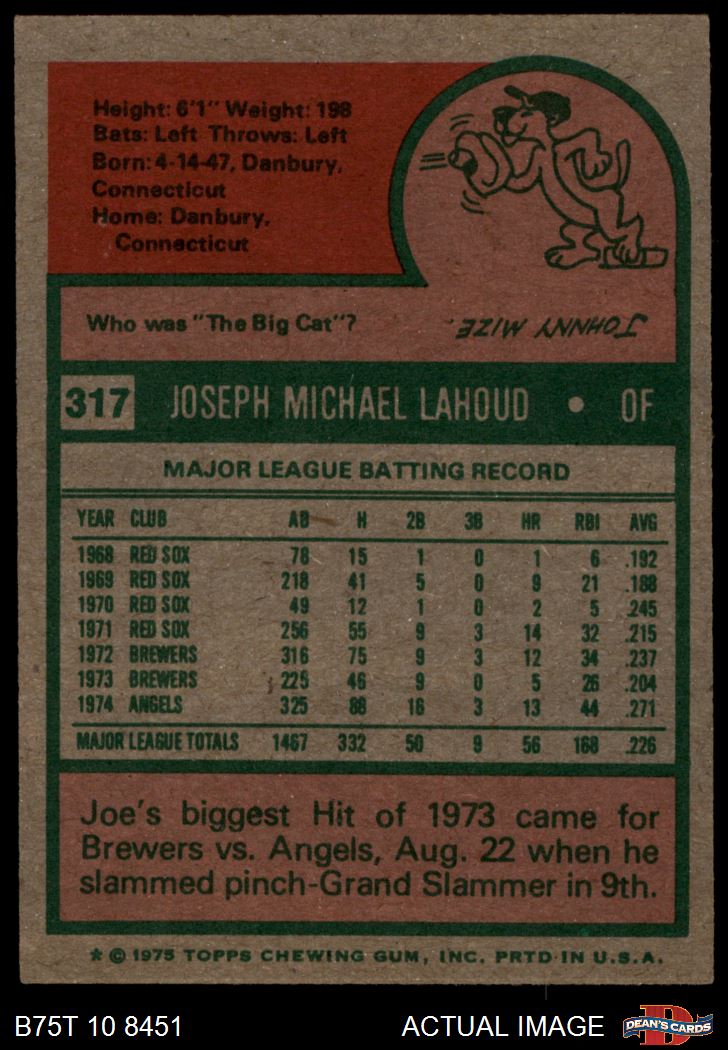 Height: 6'1" Weight: 198
Bats: Left Throws: Left
Born: 4-14-47, Danbury,
Connecticut
Home: Danbury,
Connecticut
Who was "The Big Cat"?
JOHNNY MIZE.
317 JOSEPH MICHAEL LAHOUD • OF
MAJOR LEAGUE BATTING RECORD
YEAR CLUB AB H 2B 3B HR RBI AVG
1968 RED SOX 78 15 1 0 1 6 .192
1969 RED SOX 218 41 5 0 9 21 .188
1970 RED SOX 49 12 1 0 2 5 .245
1971 RED SOX 256 55 9 3 14 32 .215
1972 BREWERS 316 75 9 3 12 34 .237
1973 BREWERS 225 46 9 0 5 26 .204
1974 ANGELS 325 88 16 3 13 44 .271
MAJOR LEAGUE TOTALS 1467 332 50 9 56 168 .226
Joe's biggest Hit of 1973 came for
Brewers vs. Angels, Aug. 22 when he
slammed pinch-Grand Slammer in 9th.
* © 1975 TOPPS CHEWING GUM, INC. PRTD IN U.S.A.
B75T 10 8451 ACTUAL IMAGE D DEAN'S CARDS